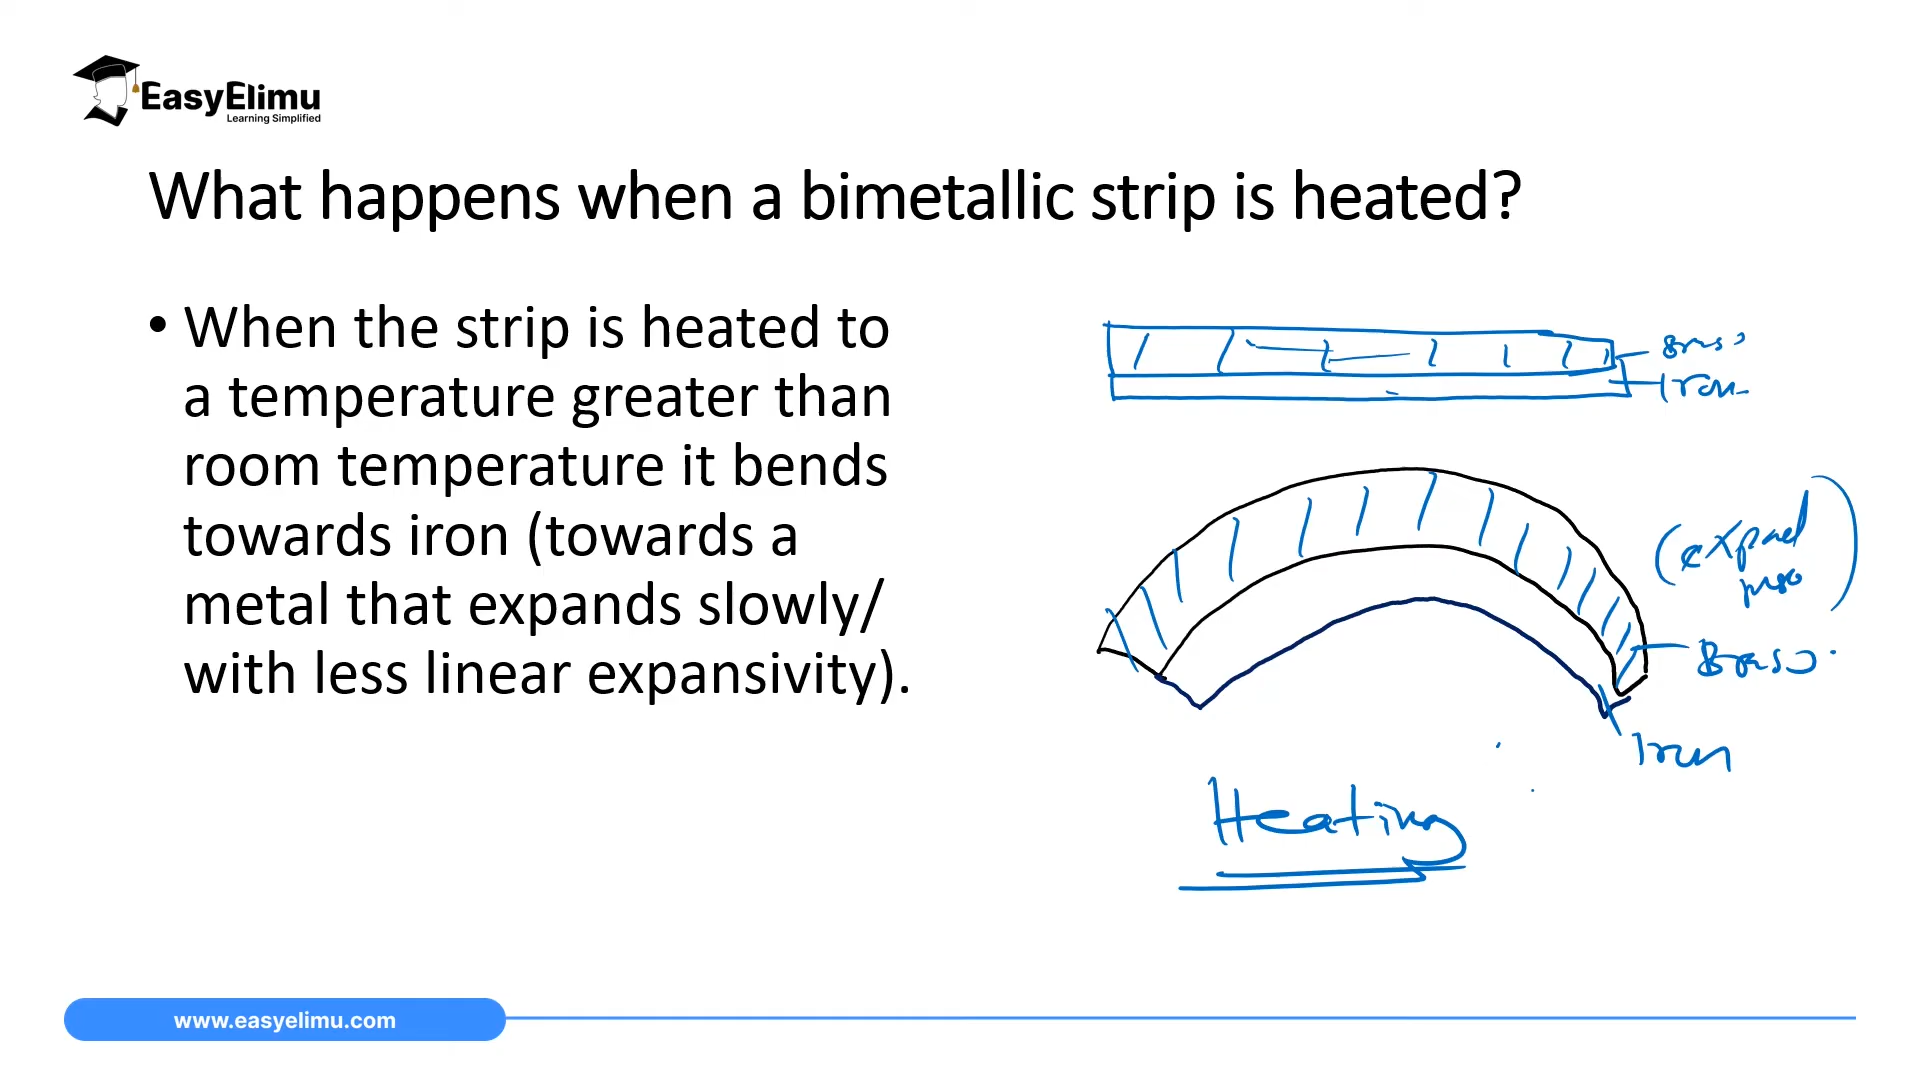 EasyElimu
Learning Simplified
What happens when a bimetallic strip is heated?
• When the strip is heated to
a temperature greater than
room temperature it bends
towards iron (towards a
metal that expands slowly/
with less linear expansivity).
Brass
Iron
(expand
Brass
Iron
Heating
www.easyelimu.com